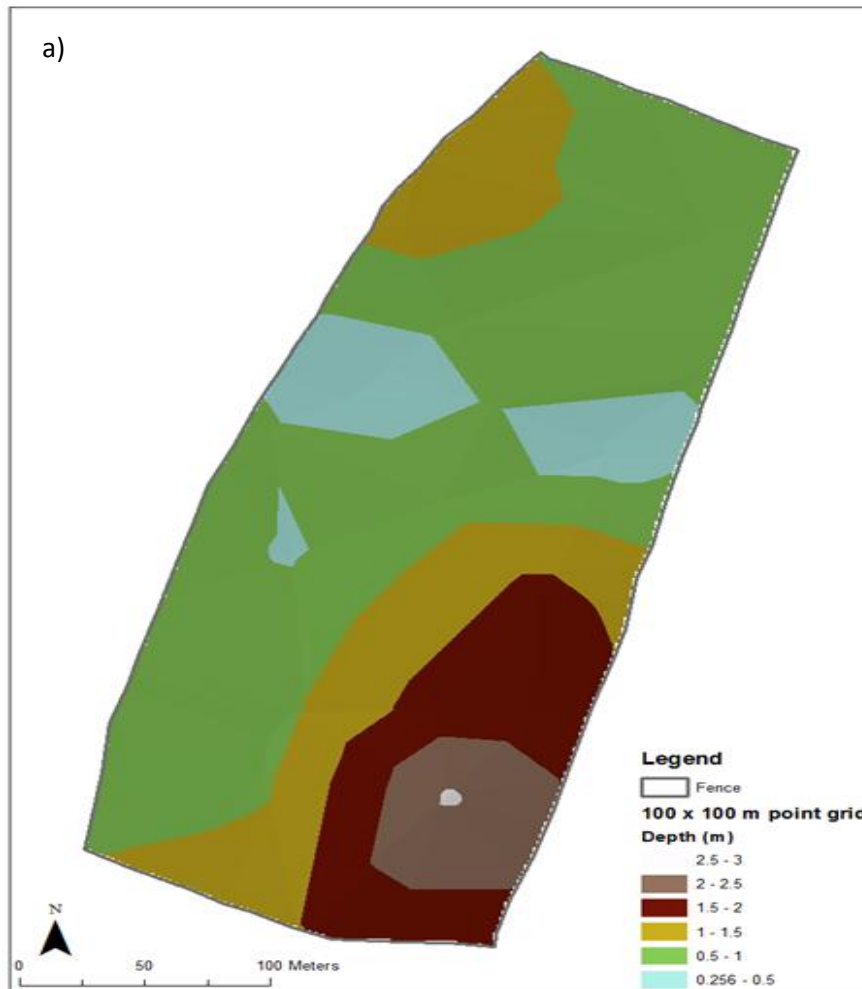 a)
Legend
Fence
100 x 100 m point grid
Depth (m)
2.5 - 3
2 - 2.5
1.5 - 2
1 - 1.5
0.5 - 1
0.256 - 0.5
N
0 50 100 Meters